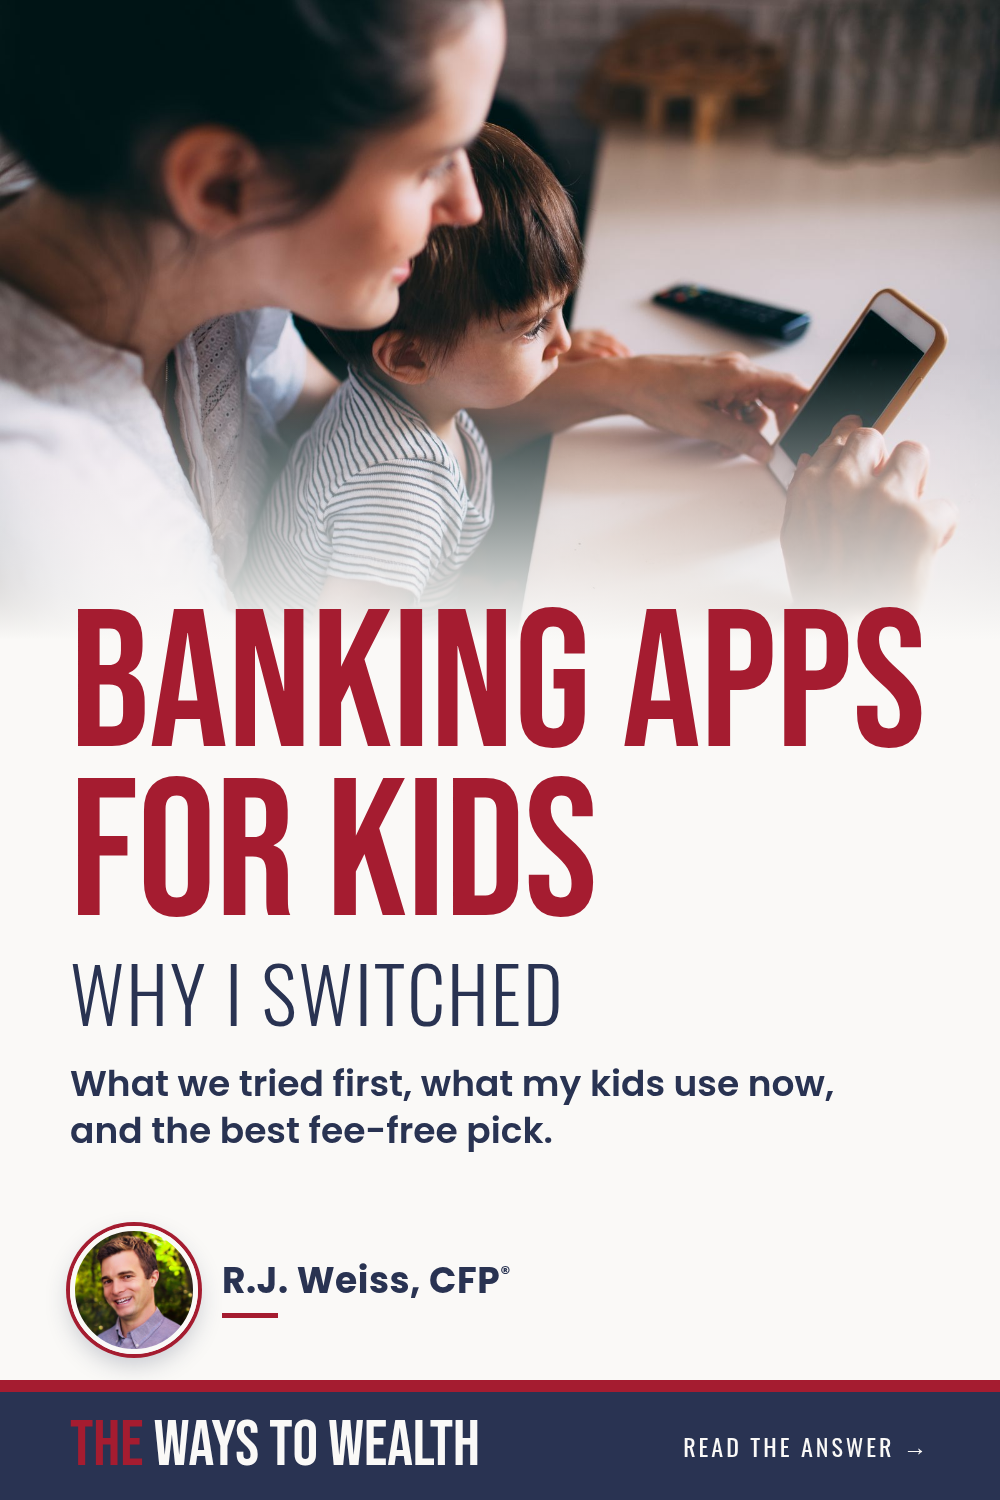 BANKING APPS
FOR KIDS
WHY I SWITCHED
What we tried first, what my kids use now,
and the best fee-free pick.
R.J. Weiss, CFP®
THE WAYS TO WEALTH
READ THE ANSWER →